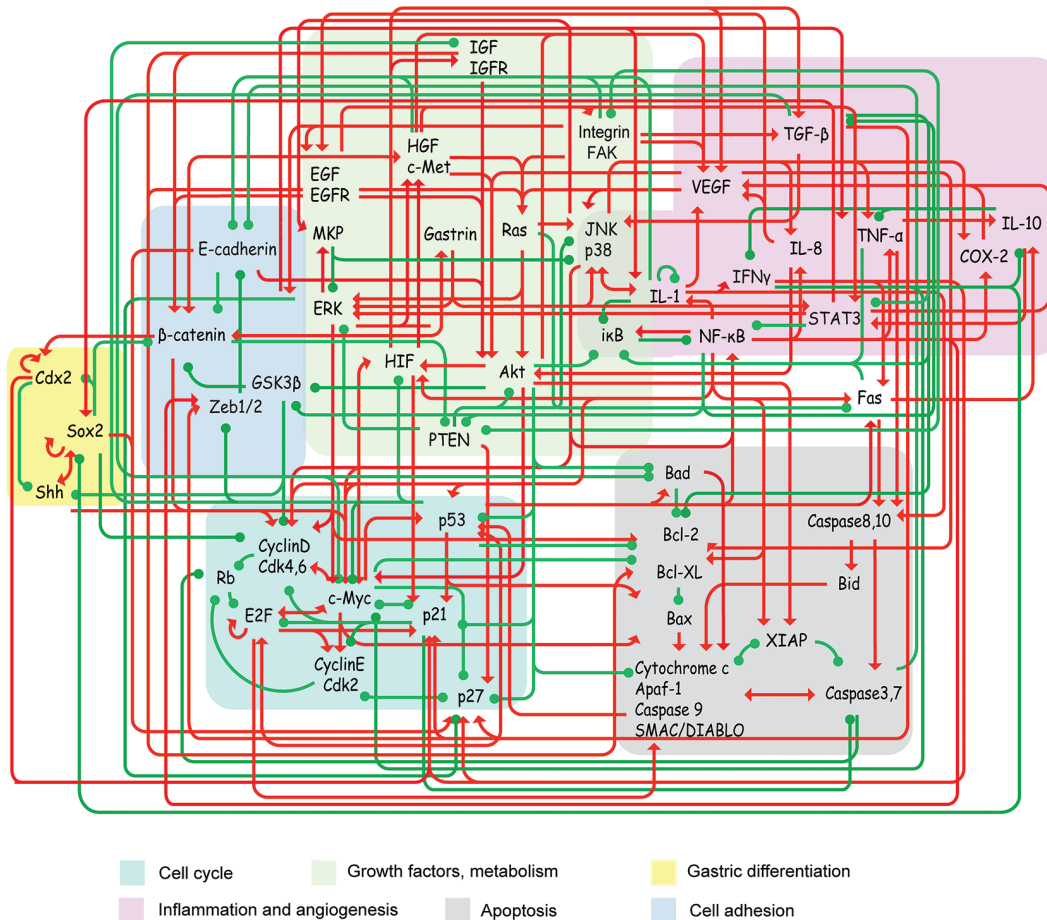 IGF
IGFR
Integrin
FAK
TGF-β
HGF
c-Met
EGF
EGFR
VEGF
MKP
Gastrin
Ras
JNK
p38
IL-8
TNF-α
IL-10
COX-2
E-cadherin
IFNγ
IL-1
ERK
STAT3
β-catenin
iκB
NF-κB
HIF
Akt
Cdx2
GSK3β
Fas
Zeb1/2
Sox2
PTEN
Shh
Bad
p53
Caspase8,10
Bcl-2
CyclinD
Cdk4,6
Rb
Bcl-XL
Bid
c-Myc
E2F
p21
Bax
XIAP
CyclinE
Cdk2
Cytochrome c
Apaf-1
Caspase 9
SMAC/DIABLO
Caspase3,7
p27
Cell cycle
Growth factors, metabolism
Gastric differentiation
Inflammation and angiogenesis
Apoptosis
Cell adhesion